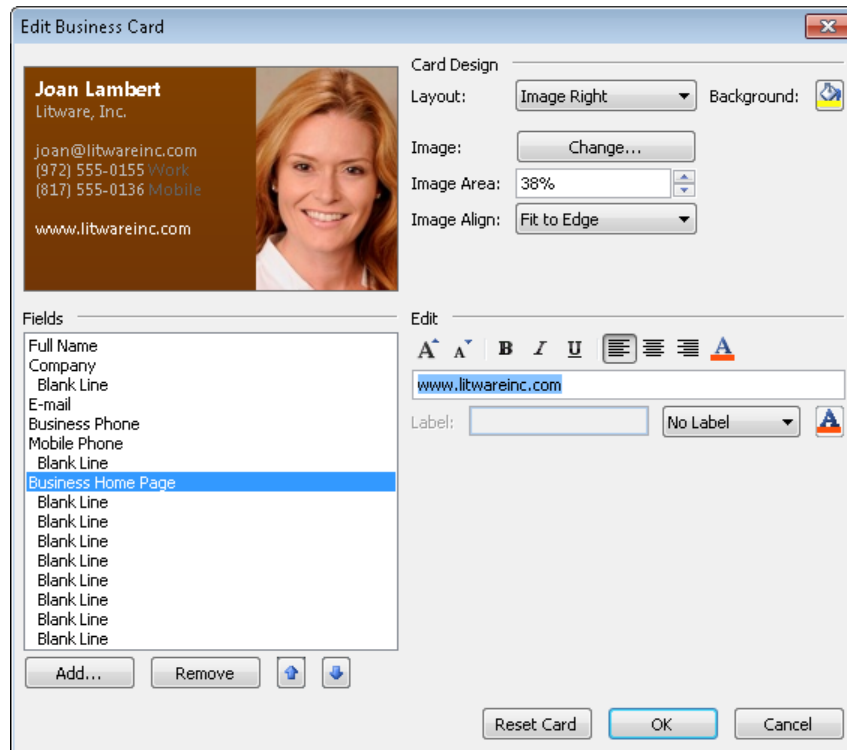 Edit Business Card
Joan Lambert
Litware, Inc.
joan@litwareinc.com
(972) 555-0155 Work
(817) 555-0136 Mobile
www.litwareinc.com
Card Design
Layout: Image Right Background:
Image: Change...
Image Area: 38%
Image Align: Fit to Edge
Fields
Full Name
Company
Blank Line
E-mail
Business Phone
Mobile Phone
Blank Line
Business Home Page
Blank Line
Blank Line
Blank Line
Blank Line
Blank Line
Blank Line
Blank Line
Blank Line
Add... Remove
Edit
A A B I U A
www.litwareinc.com
Label: No Label A
Reset Card OK Cancel